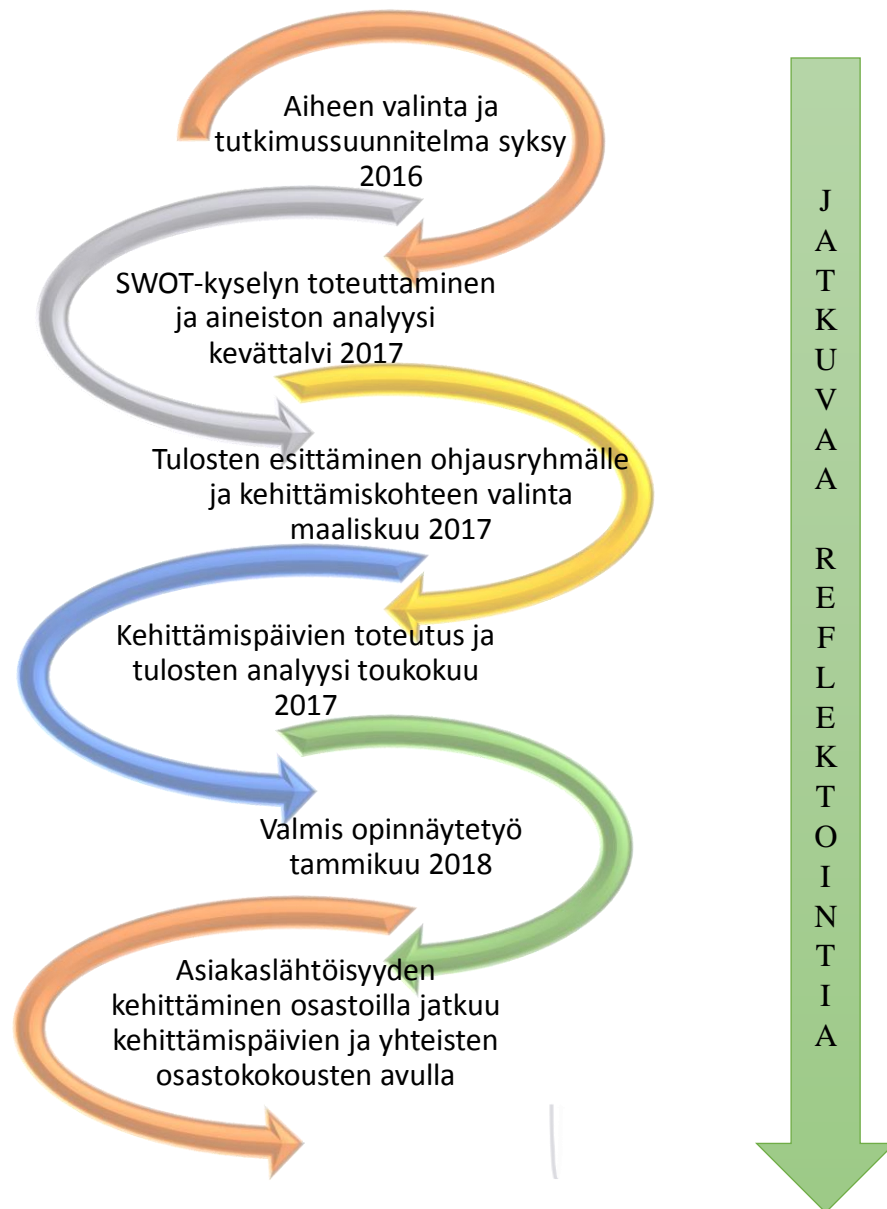 Aiheen valinta ja
tutkimussuunnitelma syksy
2016
SWOT-kyselyn toteuttaminen
ja aineiston analyysi
kevättalvi 2017
Tulosten esittäminen ohjausryhmälle
ja kehittämiskohteen valinta
maaliskuu 2017
Kehittämispäivien toteutus ja
tulosten analyysi toukokuu
2017
Valmis opinnäytetyö
tammikuu 2018
Asiakaslähtöisyyden
kehittäminen osastoilla jatkuu
kehittämispäivien ja yhteisten
osastokokousten avulla
J
A
T
K
U
V
A
A
R
E
F
L
E
K
T
O
I
N
T
I
A